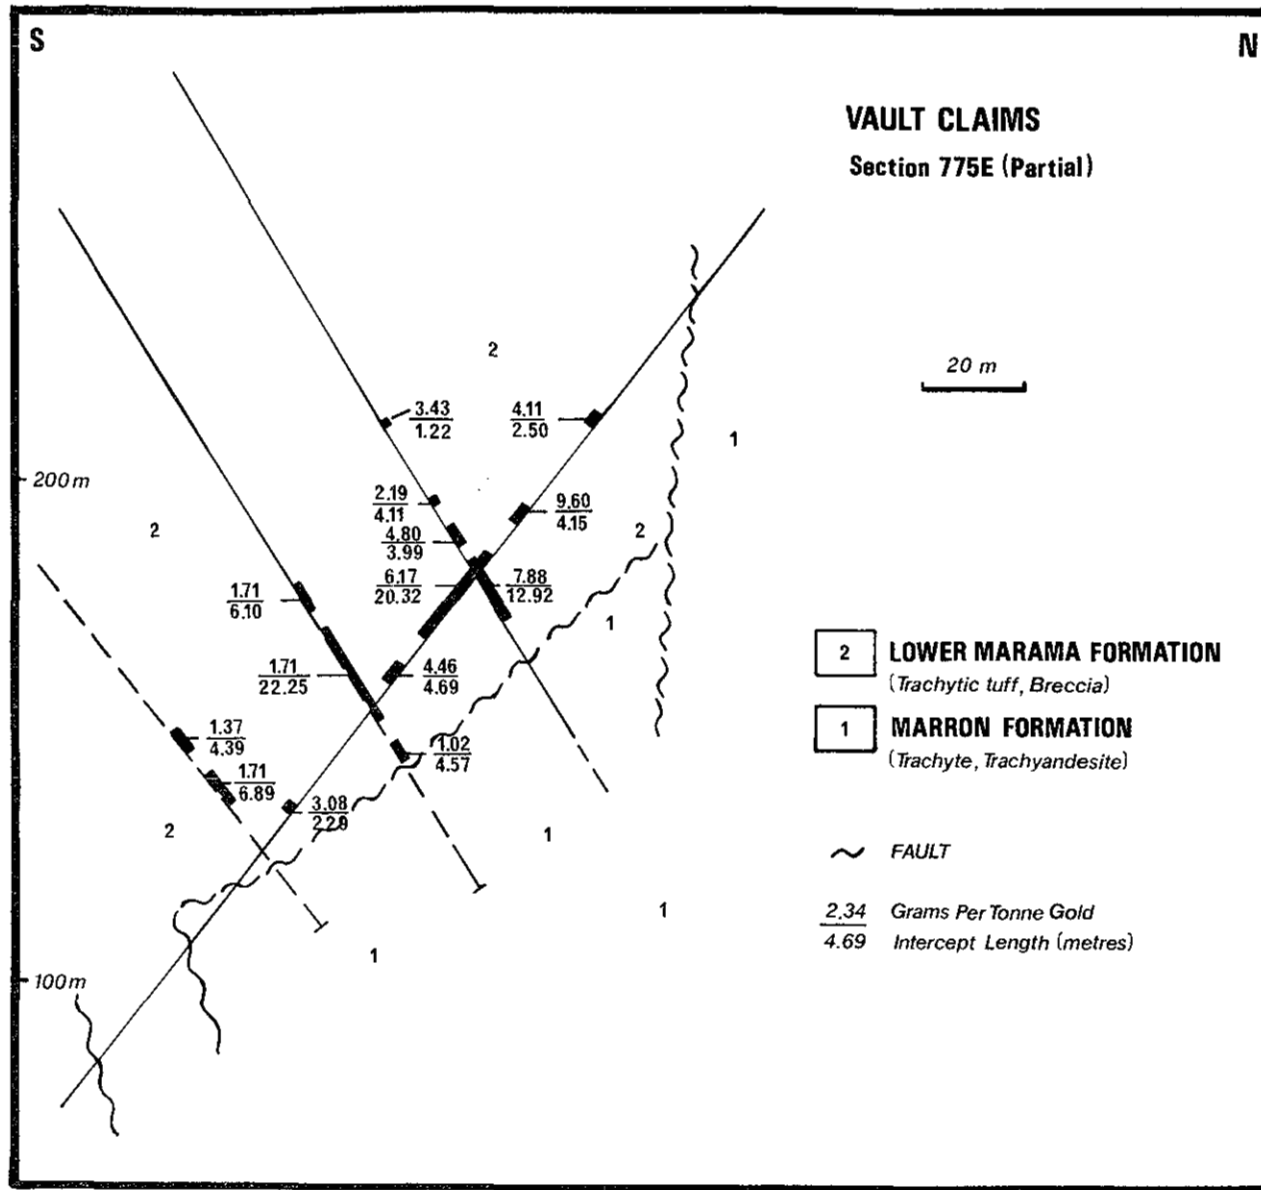 S
N
VAULT CLAIMS
Section 775E (Partial)
20 m
2
3.43
1.22
4.11
2.50
1
200m
2.19
4.11
9.60
4.15
2
2
4.80
3.99
6.17
20.32
7.88
12.92
1.71
6.10
1
1.71
22.25
4.46
4.69
2 LOWER MARAMA FORMATION
(Trachytic tuff, Breccia)
1 MARRON FORMATION
(Trachyte, Trachyandesite)
1.37
4.39
1.02
4.57
1.71
6.89
3.08
2.29
2
1
FAULT
1
2.34 Grams Per Tonne Gold
4.69 Intercept Length (metres)
1
100m